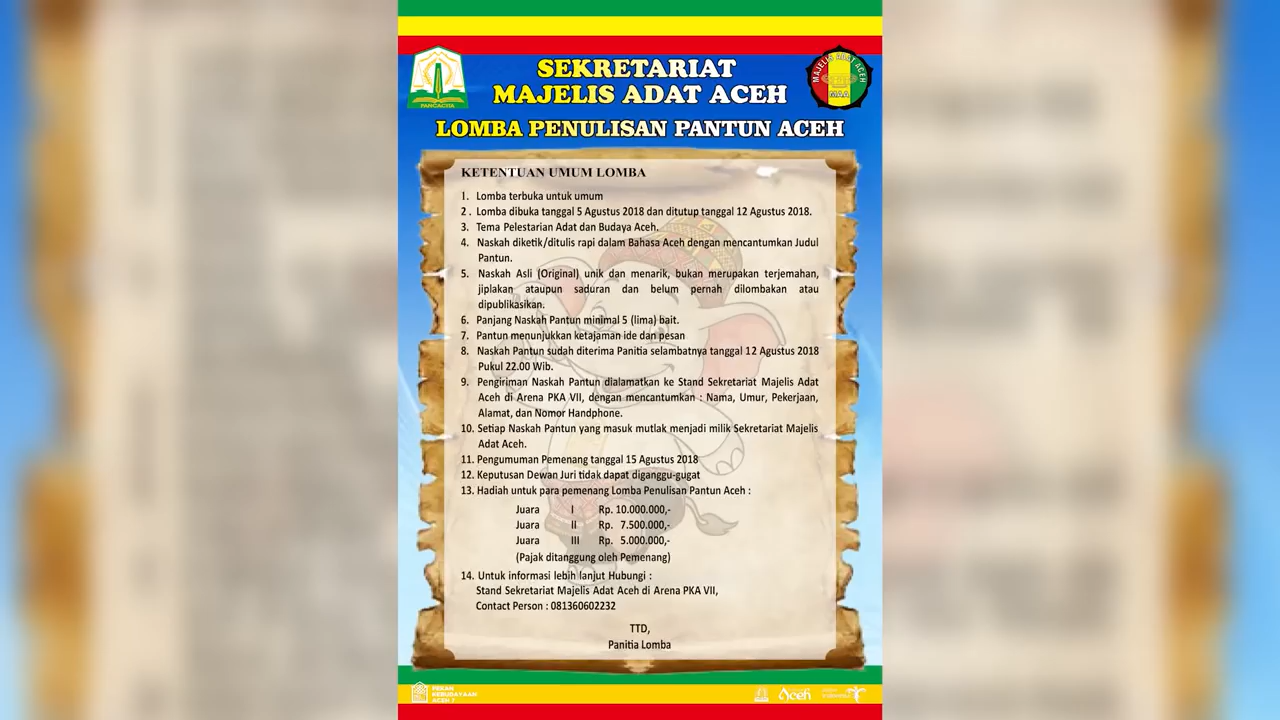 SEKRETARIAT
MAJELIS ADAT ACEH
LOMBA PENULISAN PANTUN ACEH
PANCACITA
MAJELIS ADAT ACEH
MAA
KETENTUAN UMUM LOMBA
1. Lomba terbuka untuk umum
2 . Lomba dibuka tanggal 5 Agustus 2018 dan ditutup tanggal 12 Agustus 2018.
3. Tema Pelestarian Adat dan Budaya Aceh.
4. Naskah diketik/ditulis rapi dalam Bahasa Aceh dengan mencantumkan Judul
Pantun.
5. Naskah Asli (Original) unik dan menarik, bukan merupakan terjemahan,
jiplakan ataupun saduran dan belum pernah dilombakan atau
dipublikasikan.
6. Panjang Naskah Pantun minimal 5 (lima) bait.
7. Pantun menunjukkan ketajaman ide dan pesan
8. Naskah Pantun sudah diterima Panitia selambatnya tanggal 12 Agustus 2018
Pukul 22.00 Wib.
9. Pengiriman Naskah Pantun dialamatkan ke Stand Sekretariat Majelis Adat
Aceh di Arena PKA VII, dengan mencantumkan : Nama, Umur, Pekerjaan,
Alamat, dan Nomor Handphone.
10. Setiap Naskah Pantun yang masuk mutlak menjadi milik Sekretariat Majelis
Adat Aceh.
11. Pengumuman Pemenang tanggal 15 Agustus 2018
12. Keputusan Dewan Juri tidak dapat diganggu-gugat
13. Hadiah untuk para pemenang Lomba Penulisan Pantun Aceh :
Juara I Rp. 10.000.000,-
Juara II Rp. 7.500.000,-
Juara III Rp. 5.000.000,-
(Pajak ditanggung oleh Pemenang)
14. Untuk informasi lebih lanjut Hubungi :
Stand Sekretariat Majelis Adat Aceh di Arena PKA VII,
Contact Person : 081360602232
TTD,
Panitia Lomba
PEKAN
KEBUDAYAAN
ACEH 7
Aceh
indonesia